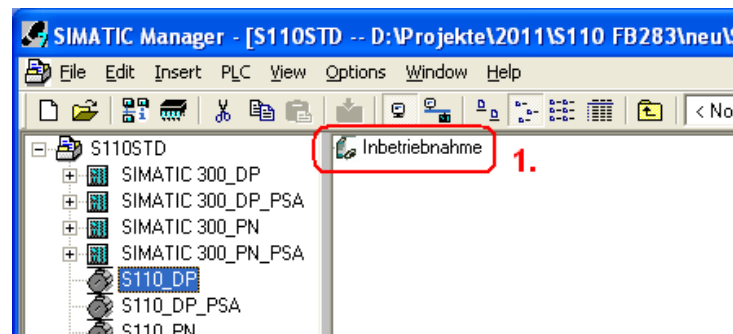 SIMATIC Manager - [S110STD -- D:\Projekte\2011\S110 FB283\neu\
File Edit Insert PLC View Options Window Help
< No
S110STD
Inbetriebnahme
1.
SIMATIC 300_DP
SIMATIC 300_DP_PSA
SIMATIC 300_PN
SIMATIC 300_PN_PSA
S110_DP
S110_DP_PSA
S110_PN